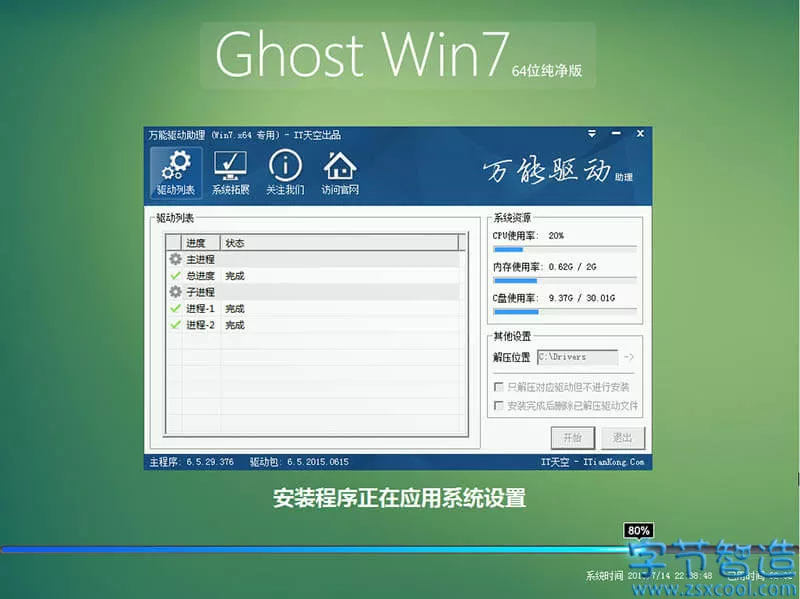 Ghost Win7 64位纯净版
万能驱动助理 (Win7.x64 专用) - IT天空出品
驱动列表 系统拓展 关注我们 访问官网
万能驱动 助理
驱动列表
进度 状态
主进程
总进度 完成
子进程
进程-1 完成
进程-2 完成
系统资源
CPU使用率: 20%
内存使用率: 0.62G / 2G
C盘使用率: 9.37G / 30.01G
其他设置
解压位置 C:\Drivers ->
只解压对应驱动但不进行安装
安装完成后删除已解压驱动文件
开始 退出
主程序: 6.5.29.376 驱动包: 6.5.2015.0615 IT天空 - ITianKong.Com
安装程序正在应用系统设置
80%
字节智造
系统时间 22:38:48
www.zsxcool.com